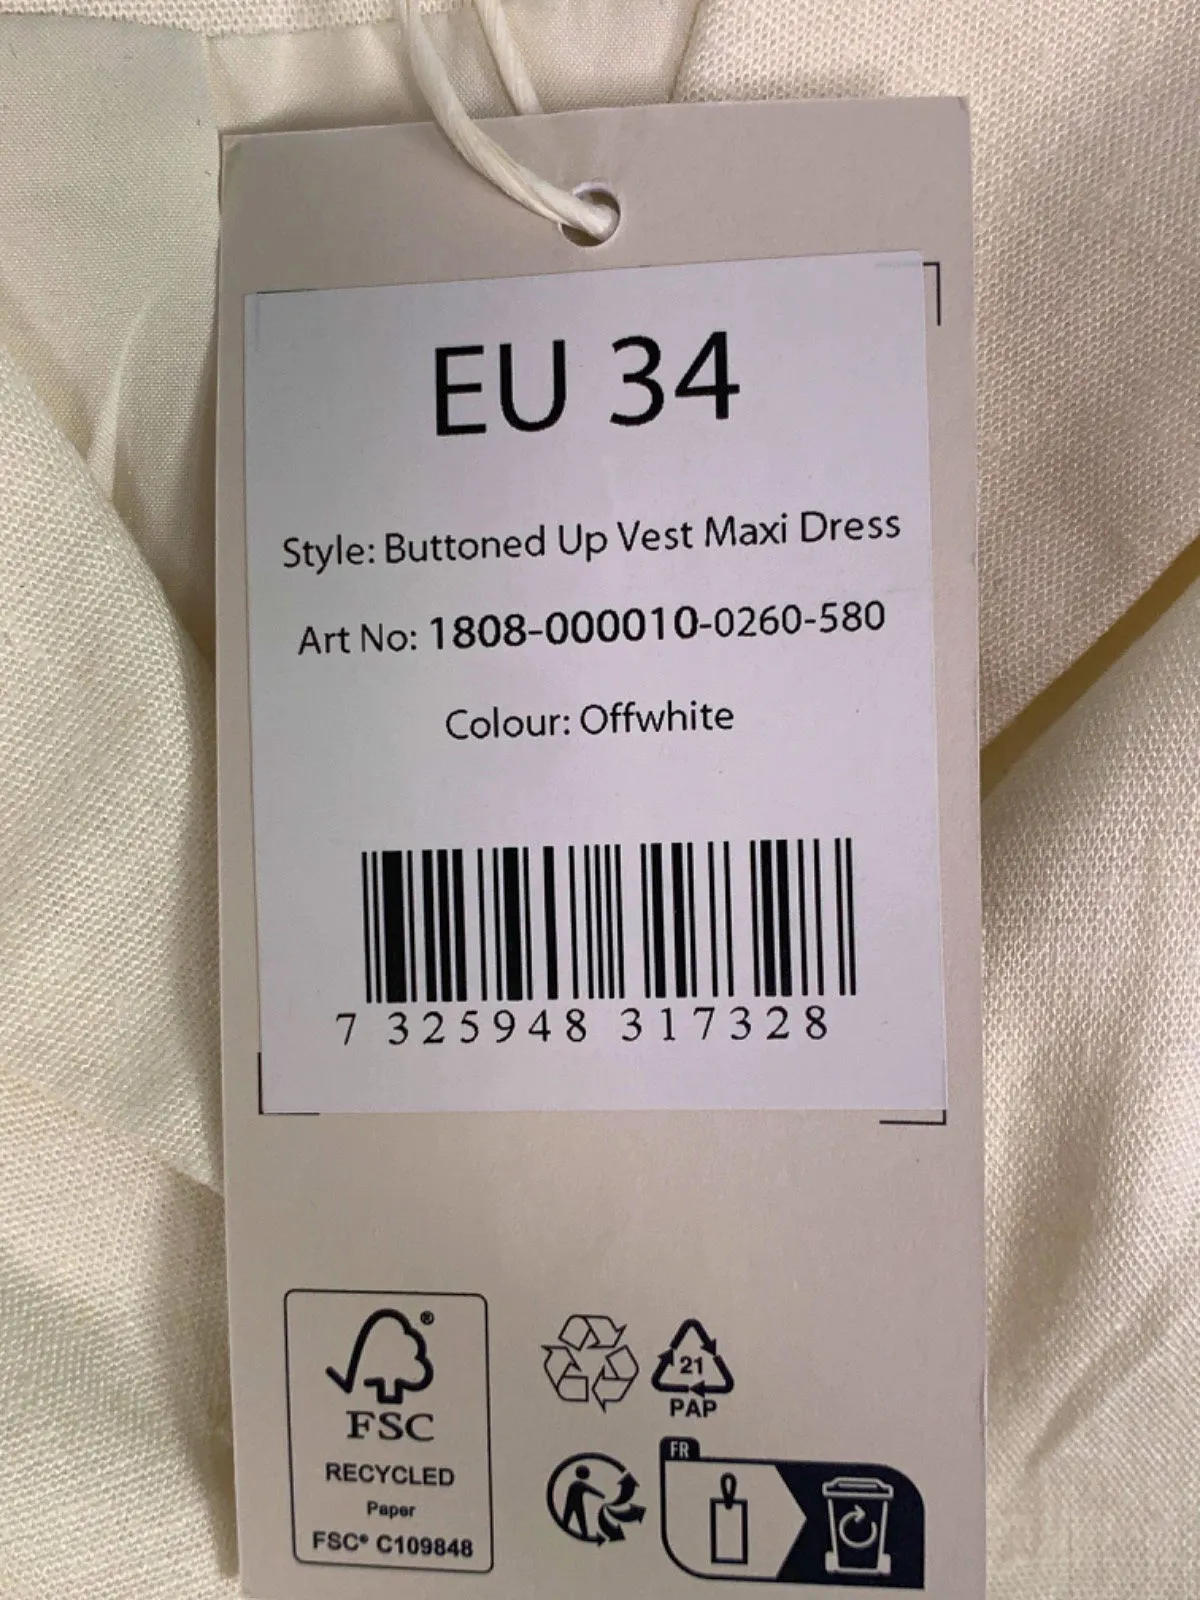 EU 34
Style: Buttoned Up Vest Maxi Dress
Art No: 1808-000010-0260-580
Colour: Offwhite
7 325948 317328
®
FSC
RECYCLED
Paper
FSC® C109848
21
PAP
FR